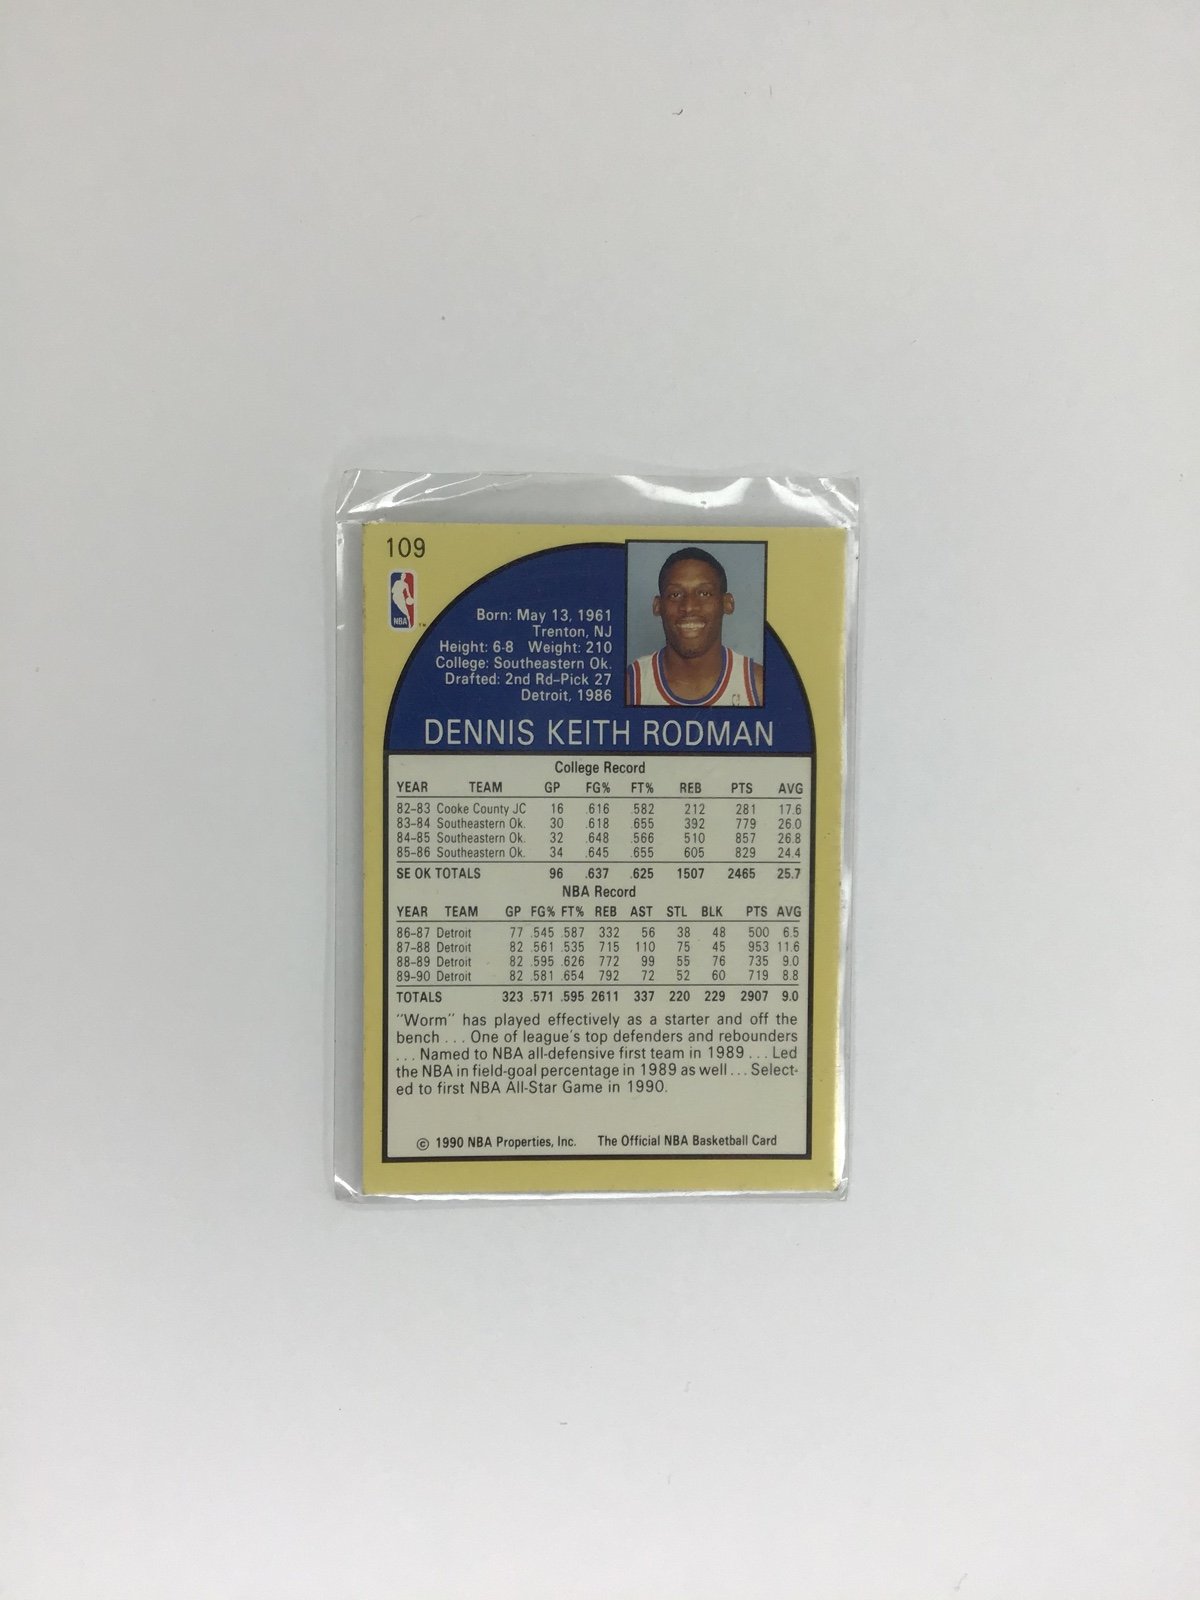 109
NBA
Born: May 13, 1961
Trenton, NJ
Height: 6-8 Weight: 210
College: Southeastern Ok.
Drafted: 2nd Rd-Pick 27
Detroit, 1986
DENNIS KEITH RODMAN
College Record
YEAR TEAM GP FG% FT% REB PTS AVG
82-83 Cooke County JC 16 .616 .582 212 281 17.6
83-84 Southeastern Ok. 30 .618 .655 392 779 26.0
84-85 Southeastern Ok. 32 .648 .566 510 857 26.8
85-86 Southeastern Ok. 34 .645 .655 605 829 24.4
SE OK TOTALS 96 .637 .625 1507 2465 25.7
NBA Record
YEAR TEAM GP FG% FT% REB AST STL BLK PTS AVG
86-87 Detroit 77 .545 .587 332 56 38 48 500 6.5
87-88 Detroit 82 .561 .535 715 110 75 45 953 11.6
88-89 Detroit 82 .595 .626 772 99 55 76 735 9.0
89-90 Detroit 82 .581 .654 792 72 52 60 719 8.8
TOTALS 323 .571 .595 2611 337 220 229 2907 9.0
"Worm" has played effectively as a starter and off the
bench... One of league's top defenders and rebounders
... Named to NBA all-defensive first team in 1989... Led
the NBA in field-goal percentage in 1989 as well... Select-
ed to first NBA All-Star Game in 1990.
© 1990 NBA Properties, Inc. The Official NBA Basketball Card